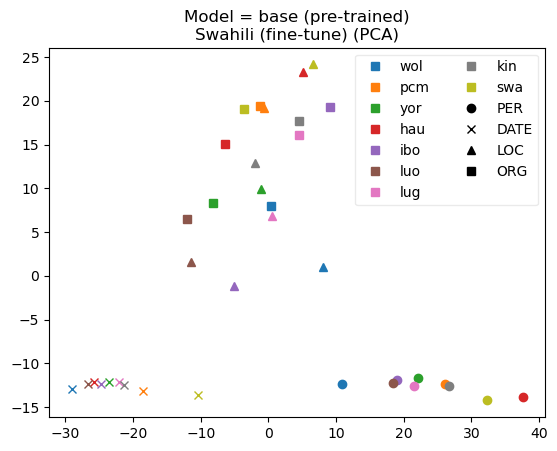 Model = base (pre-trained)
Swahili (fine-tune) (PCA)
25
20
15
10
5
0
−5
−10
−15
−30
−20
−10
0
10
20
30
40
wol
pcm
yor
hau
ibo
luo
lug
kin
swa
PER
DATE
LOC
ORG